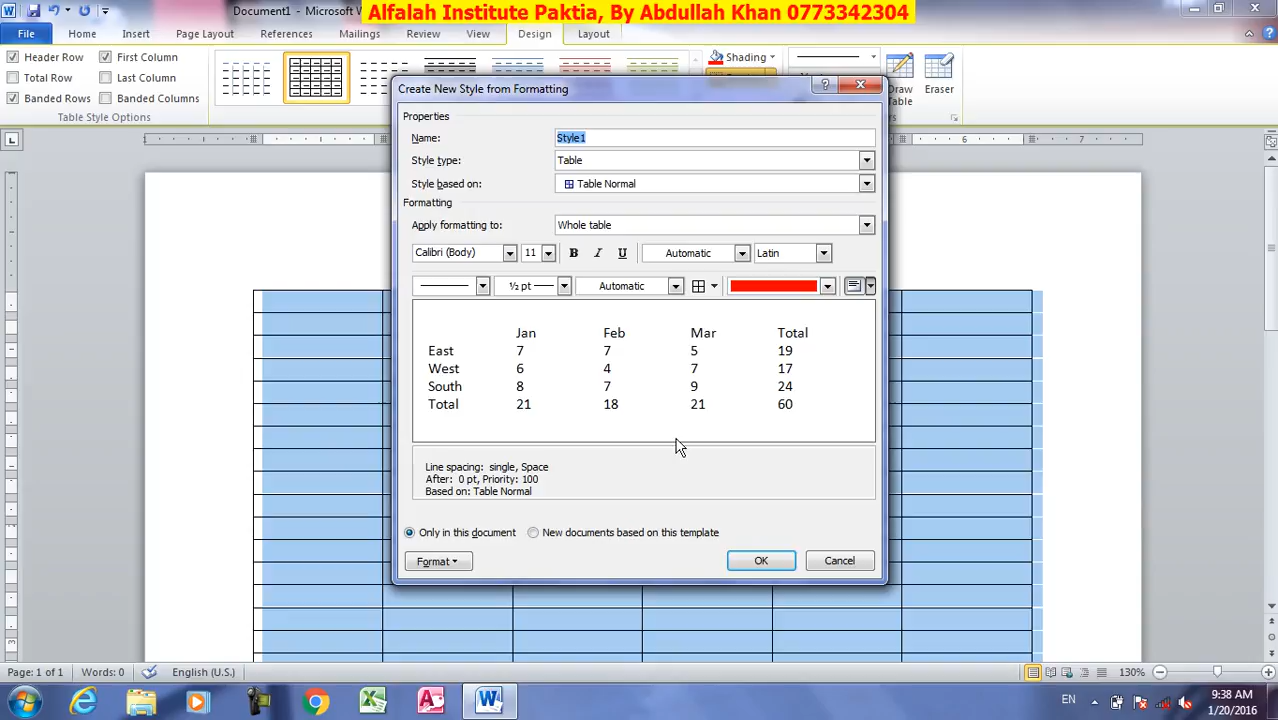 Document1 - Microsoft W
Alfalah Institute Paktia, By Abdullah Khan 0773342304
File Home Insert Page Layout References Mailings Review View Design Layout
Header Row First Column
Total Row Last Column
Banded Rows Banded Columns
Table Style Options
Shading
Draw Table
Eraser
Create New Style from Formatting
Properties
Name: Style1
Style type: Table
Style based on: Table Normal
Formatting
Apply formatting to: Whole table
Calibri (Body) 11 B I U Automatic Latin
½ pt Automatic
Jan Feb Mar Total
East 7 7 5 19
West 6 4 7 17
South 8 7 9 24
Total 21 18 21 60
Line spacing: single, Space
After: 0 pt, Priority: 100
Based on: Table Normal
Only in this document New documents based on this template
Format OK Cancel
6 7
Page: 1 of 1 Words: 0 English (U.S.) 130%
EN 9:38 AM
1/20/2016